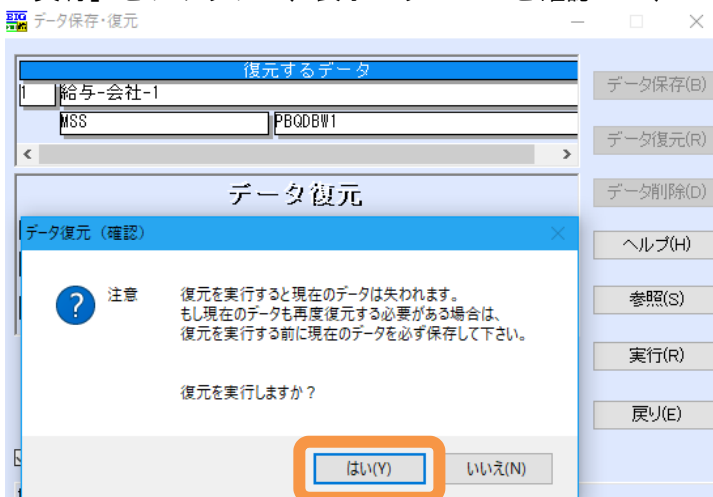 BIG データ保存・復元
復元するデータ
1 給与-会社-1
MSS PBQDBW1
データ保存(B)
データ復元(R)
データ復元
データ削除(D)
データ復元（確認）
ヘルプ(H)
注意 復元を実行すると現在のデータは失われます。
もし現在のデータも再度復元する必要がある場合は、
復元を実行する前に現在のデータを必ず保存して下さい。
参照(S)
実行(R)
復元を実行しますか？
戻り(E)
はい(Y) いいえ(N)